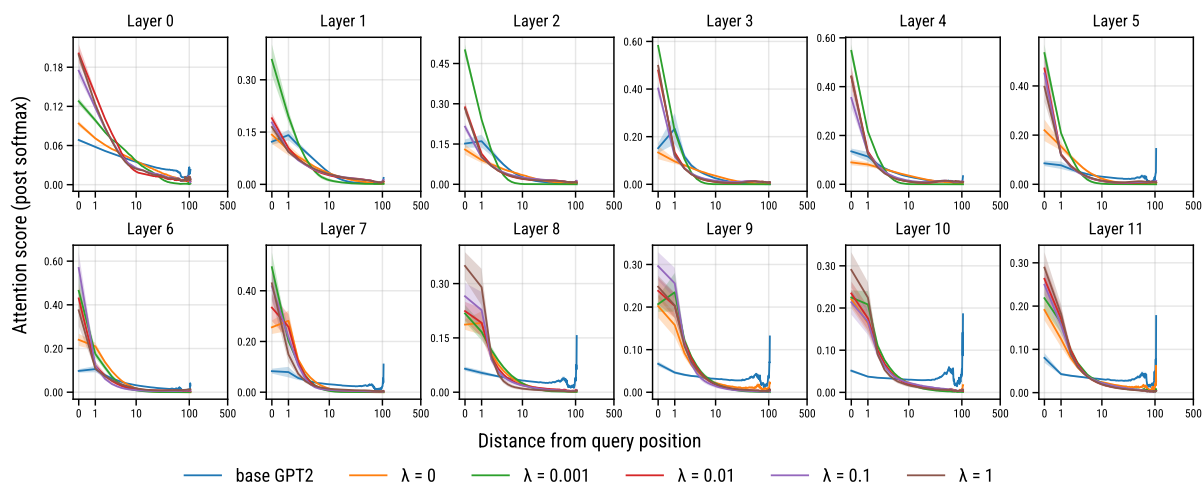 Layer 0 Layer 1 Layer 2 Layer 3 Layer 4 Layer 5
0.18 0.12 0.06 0.00
0.30 0.15 0.00
0.45 0.30 0.15 0.00
0.60 0.40 0.20 0.00
0.60 0.40 0.20 0.00
0.40 0.20 0.00
0 1 10 100 500 0 1 10 100 500 0 1 10 100 500 0 1 10 100 500 0 1 10 100 500 0 1 10 100 500
Attention score (post softmax)
Layer 6 Layer 7 Layer 8 Layer 9 Layer 10 Layer 11
0.60 0.40 0.20 0.00
0.40 0.20 0.00
0.30 0.15 0.00
0.30 0.20 0.10 0.00
0.30 0.20 0.10 0.00
0.30 0.20 0.10 0.00
0 1 10 100 500 0 1 10 100 500 0 1 10 100 500 0 1 10 100 500 0 1 10 100 500 0 1 10 100 500
Distance from query position
base GPT2 λ = 0 λ = 0.001 λ = 0.01 λ = 0.1 λ = 1